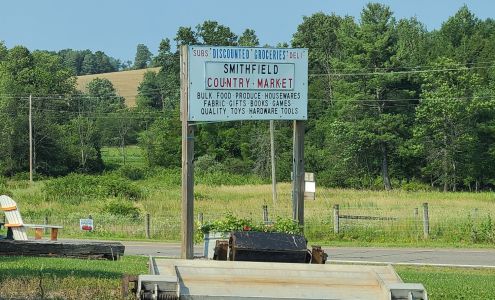 SUBS DISCOUNTED GROCERIES DELI
SMITHFIELD
COUNTRY • MARKET
BULK FOOD PRODUCE HOUSEWARES
FABRIC GIFTS BOOKS GAMES
QUALITY TOYS HARDWARE TOOLS